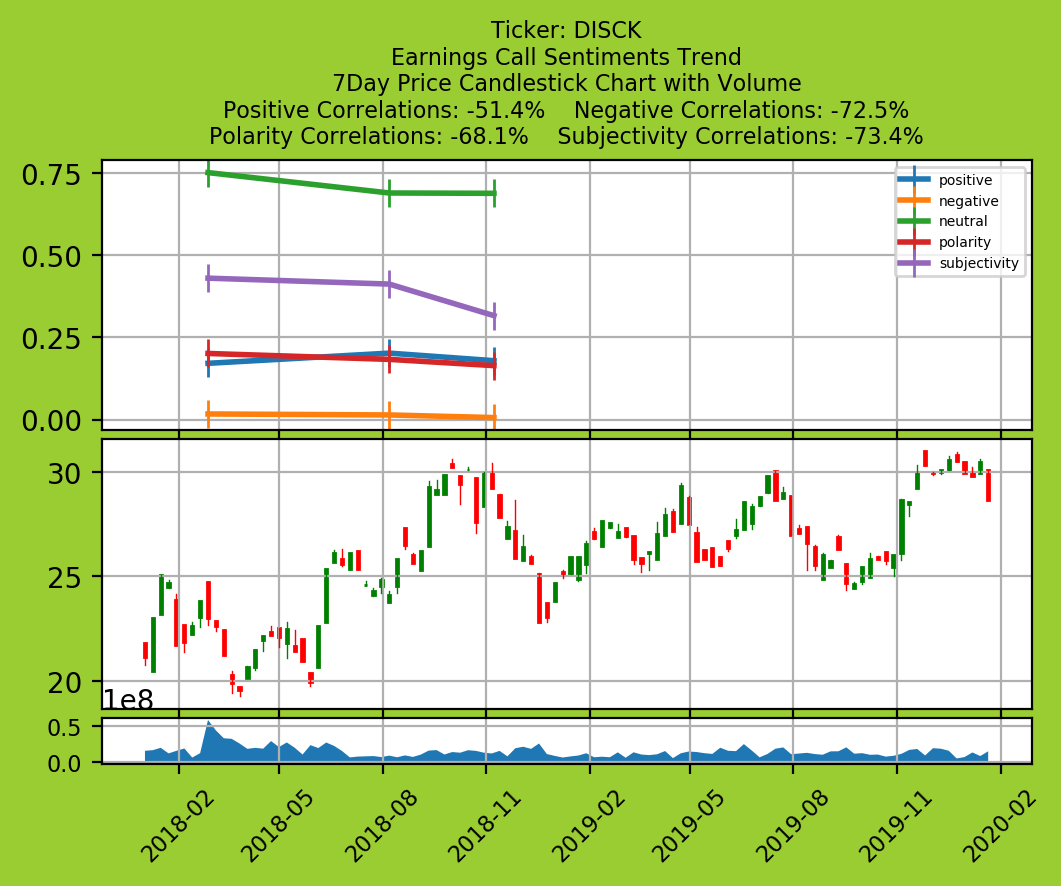 Ticker: DISCK
Earnings Call Sentiments Trend
7Day Price Candlestick Chart with Volume
Positive Correlations: -51.4%    Negative Correlations: -72.5%
Polarity Correlations: -68.1%    Subjectivity Correlations: -73.4%
0.75
0.50
0.25
0.00
positive
negative
neutral
polarity
subjectivity
30
25
20
1e8
0.5
0.0
2018-02
2018-05
2018-08
2018-11
2019-02
2019-05
2019-08
2019-11
2020-02